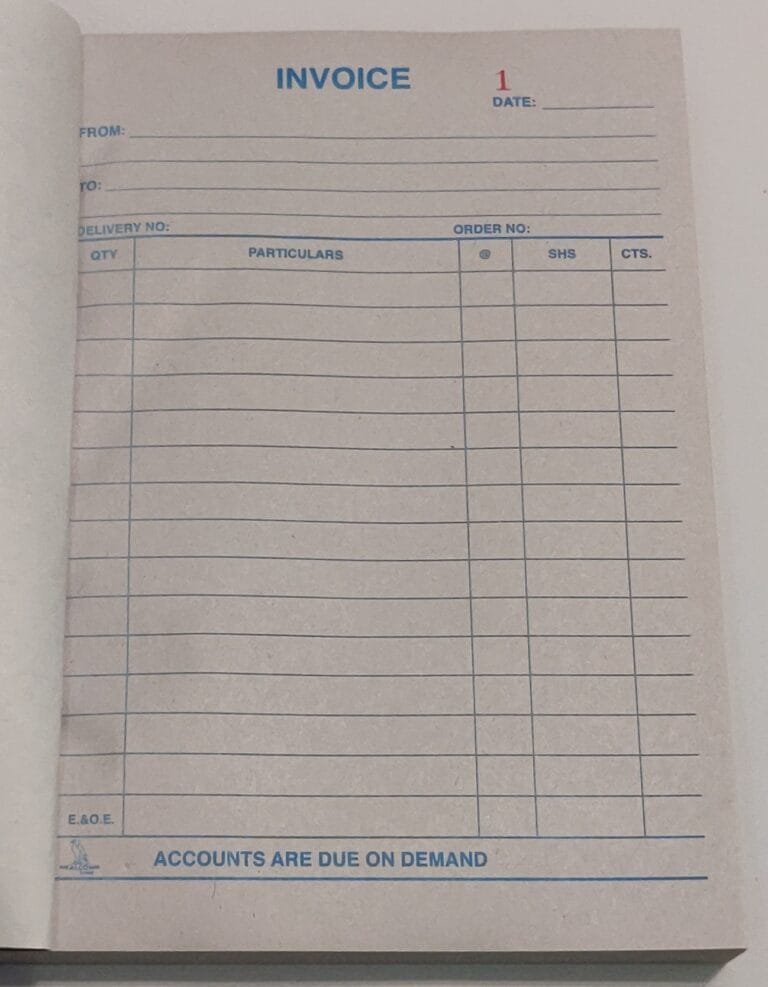 INVOICE 1
DATE:
FROM:
TO:
DELIVERY NO: ORDER NO:
QTY PARTICULARS @ SHS CTS.
E.&O.E.
ACCOUNTS ARE DUE ON DEMAND